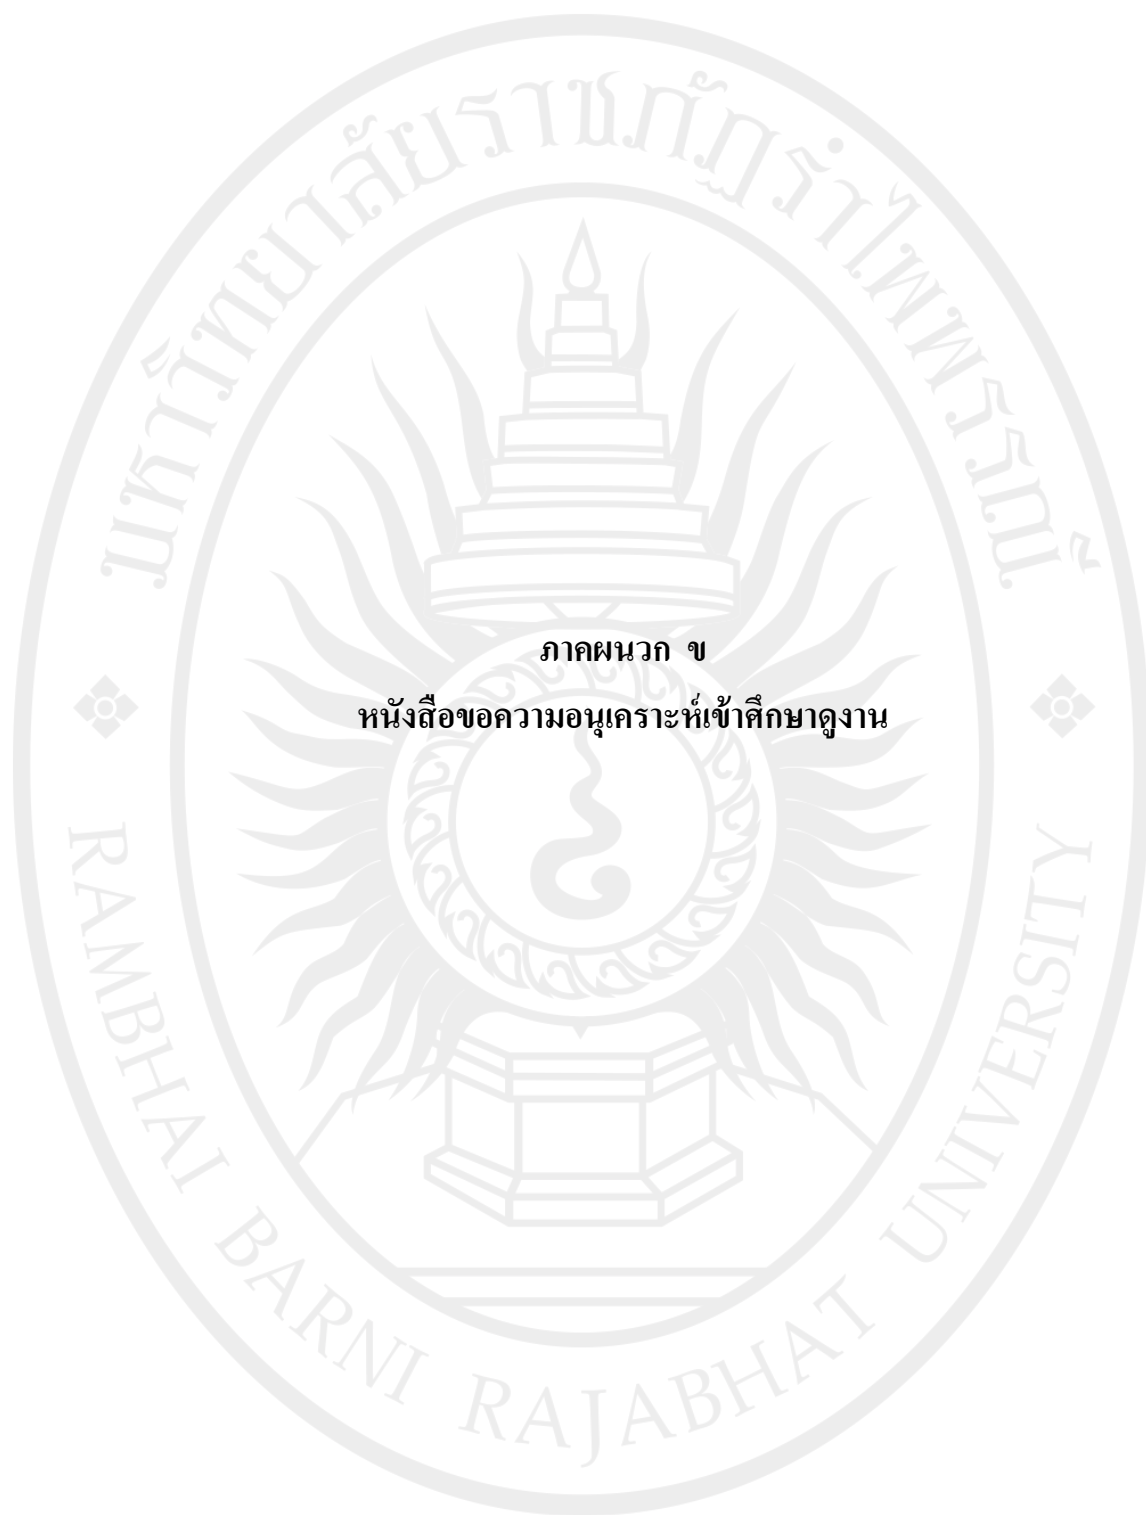 มหาวิทยาลัยราชภัฏรำไพพรรณี
ภาคผนวก ข
หนังสือขอความอนุเคราะห์เข้าศึกษาดูงาน
RAMBHAI BARNI RAJABHAT UNIVERSITY